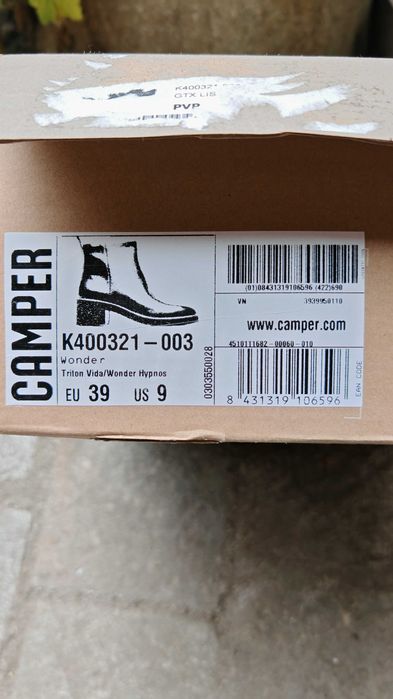 K400321
GTX LIS
PVP
CAMPER
K400321-003
Wonder
Triton Vida/Wonder Hypnos
EU 39 US 9
0303550028
(01)08431319106596(422)690
VN 3939950110
www.camper.com
4510111682-00060-010
8 431319 106596
EAN CODE